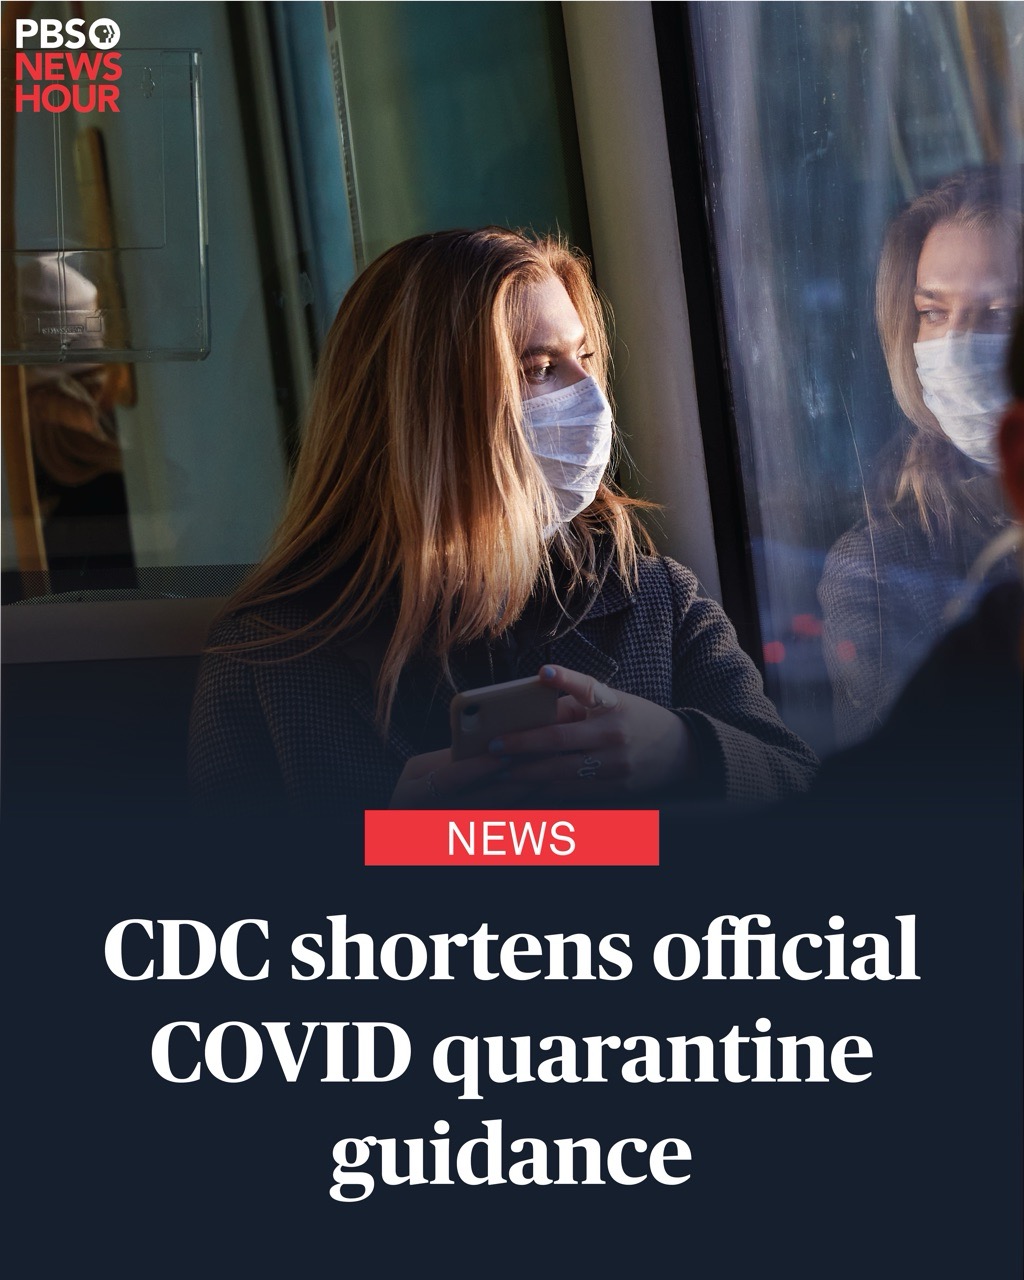 PBS
NEWS
HOUR
NEWS
CDC shortens official
COVID quarantine
guidance